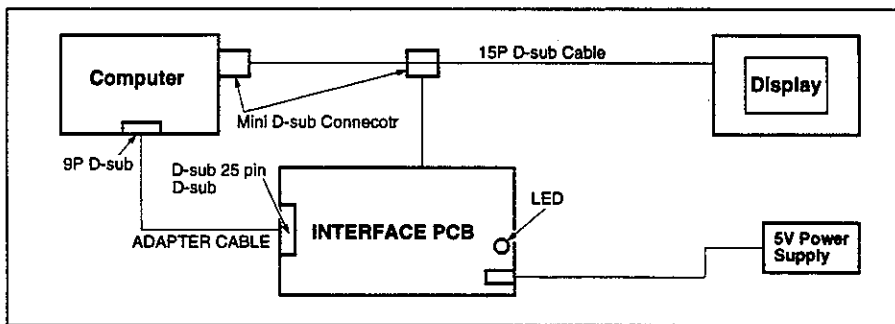 Computer
15P D-sub Cable
Display
Mini D-sub Connecotr
9P D-sub
D-sub 25 pin
D-sub
LED
INTERFACE PCB
ADAPTER CABLE
5V Power
Supply